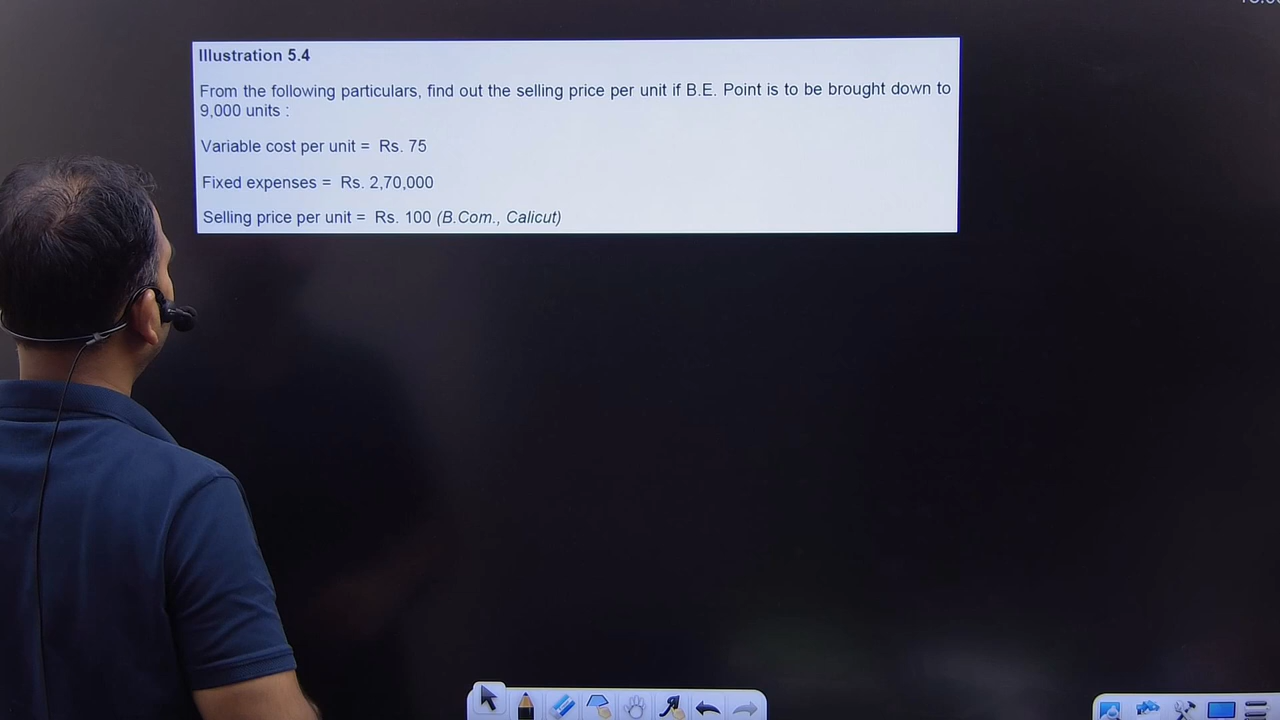 Illustration 5.4
From the following particulars, find out the selling price per unit if B.E. Point is to be brought down to
9,000 units :
Variable cost per unit = Rs. 75
Fixed expenses = Rs. 2,70,000
Selling price per unit = Rs. 100 (B.Com., Calicut)